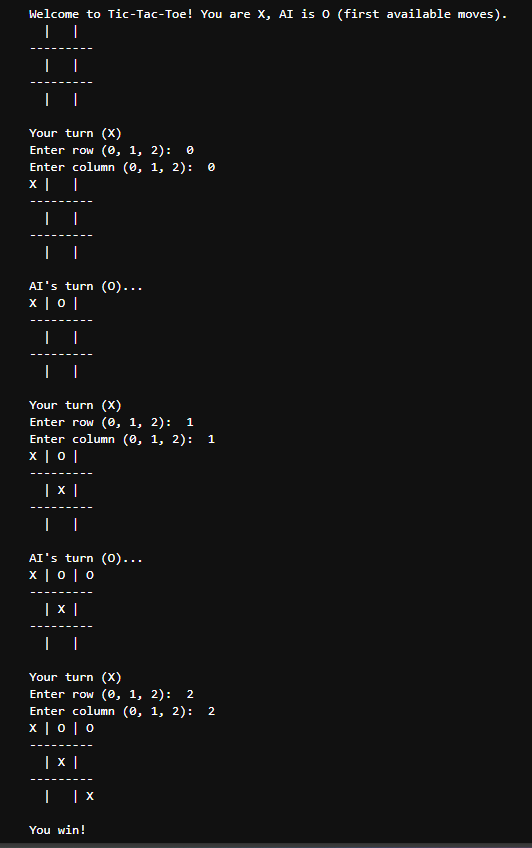 Welcome to Tic-Tac-Toe! You are X, AI is O (first available moves).
  |   |
---------
  |   |
---------
  |   |

Your turn (X)
Enter row (0, 1, 2):  0
Enter column (0, 1, 2):  0
X |   |
---------
  |   |
---------
  |   |

AI's turn (O)...
X | O |
---------
  |   |
---------
  |   |

Your turn (X)
Enter row (0, 1, 2):  1
Enter column (0, 1, 2):  1
X | O |
---------
  | X |
---------
  |   |

AI's turn (O)...
X | O | O
---------
  | X |
---------
  |   |

Your turn (X)
Enter row (0, 1, 2):  2
Enter column (0, 1, 2):  2
X | O | O
---------
  | X |
---------
  |   | X

You win!